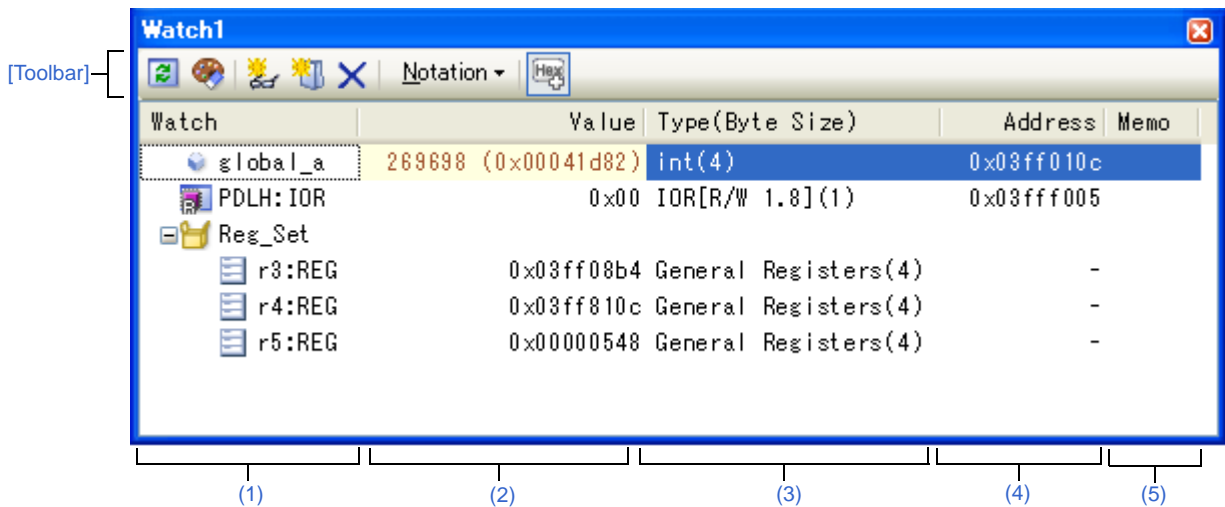 Watch1
[Toolbar]
Notation
Hex
Watch Value Type(Byte Size) Address Memo
global_a 269698 (0x00041d82) int(4) 0x03ff010c
PDLH:IOR 0x00 IOR[R/W 1.8](1) 0x03fff005
Reg_Set
r3:REG 0x03ff08b4 General Registers(4) -
r4:REG 0x03ff810c General Registers(4) -
r5:REG 0x00000548 General Registers(4) -
(1) (2) (3) (4) (5)